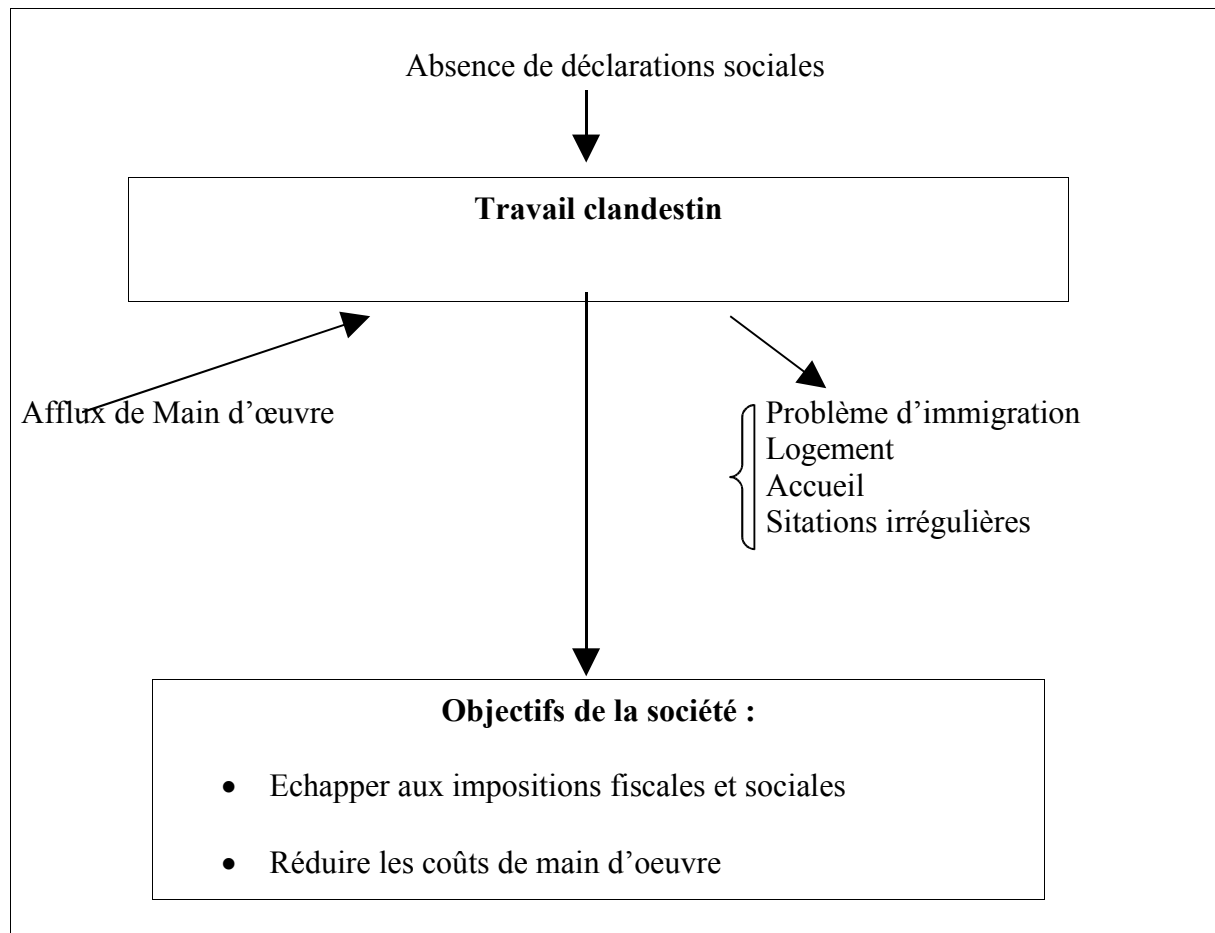 Absence de déclarations sociales
Travail clandestin
Afflux de Main d’œuvre
Problème d’immigration
Logement
Accueil
Sitations irrégulières
Objectifs de la société :
• Echapper aux impositions fiscales et sociales
• Réduire les coûts de main d’oeuvre